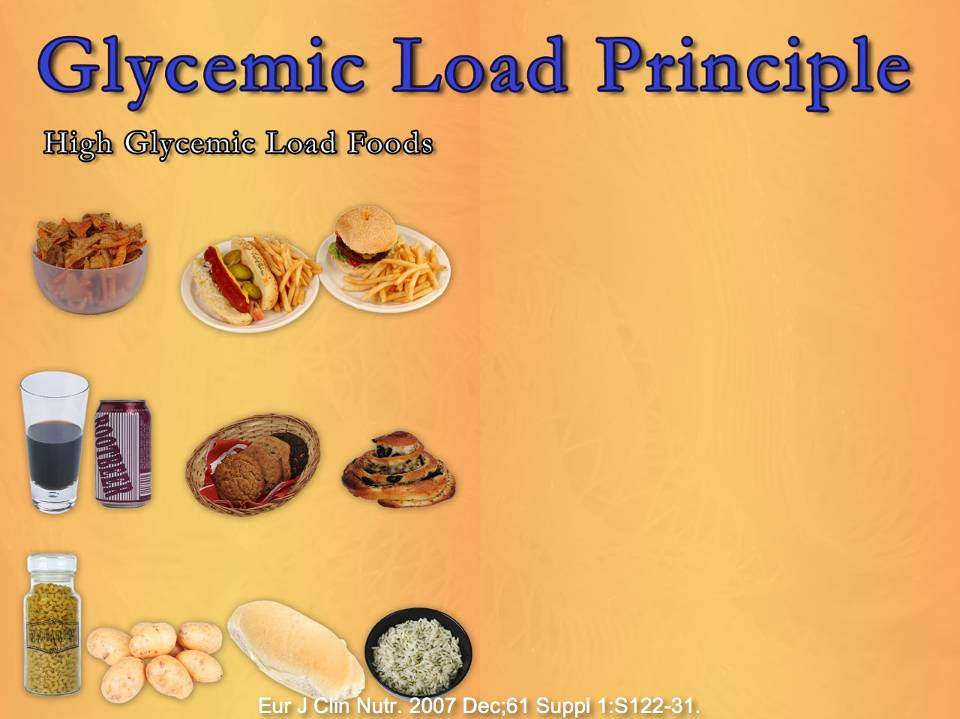 Glycemic Load Principle
High Glycemic Load Foods
Eur J Clin Nutr. 2007 Dec;61 Suppl 1:S122-31.